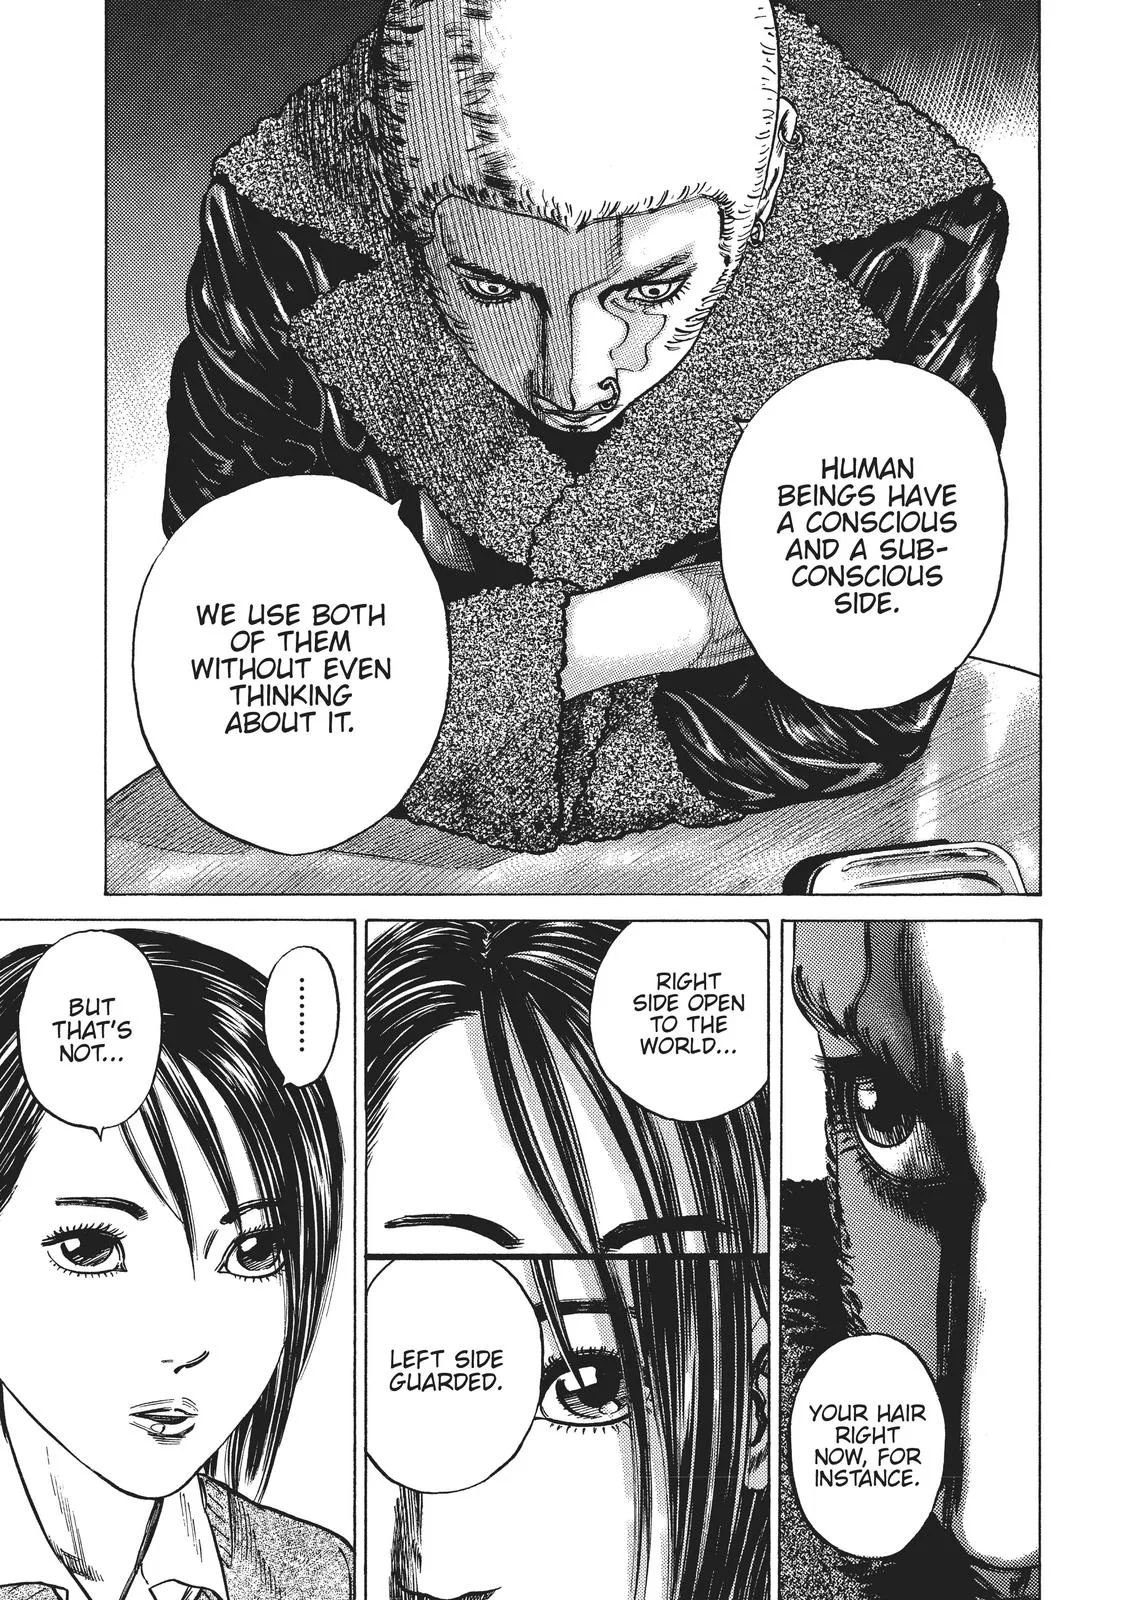 HUMAN
BEINGS HAVE
A CONSCIOUS
AND A SUB-
CONSCIOUS
SIDE.
WE USE BOTH
OF THEM
WITHOUT EVEN
THINKING
ABOUT IT.
YOUR HAIR
RIGHT
NOW, FOR
INSTANCE.
RIGHT
SIDE OPEN
TO THE
WORLD...
LEFT SIDE
GUARDED.
.........
BUT
THAT'S
NOT...